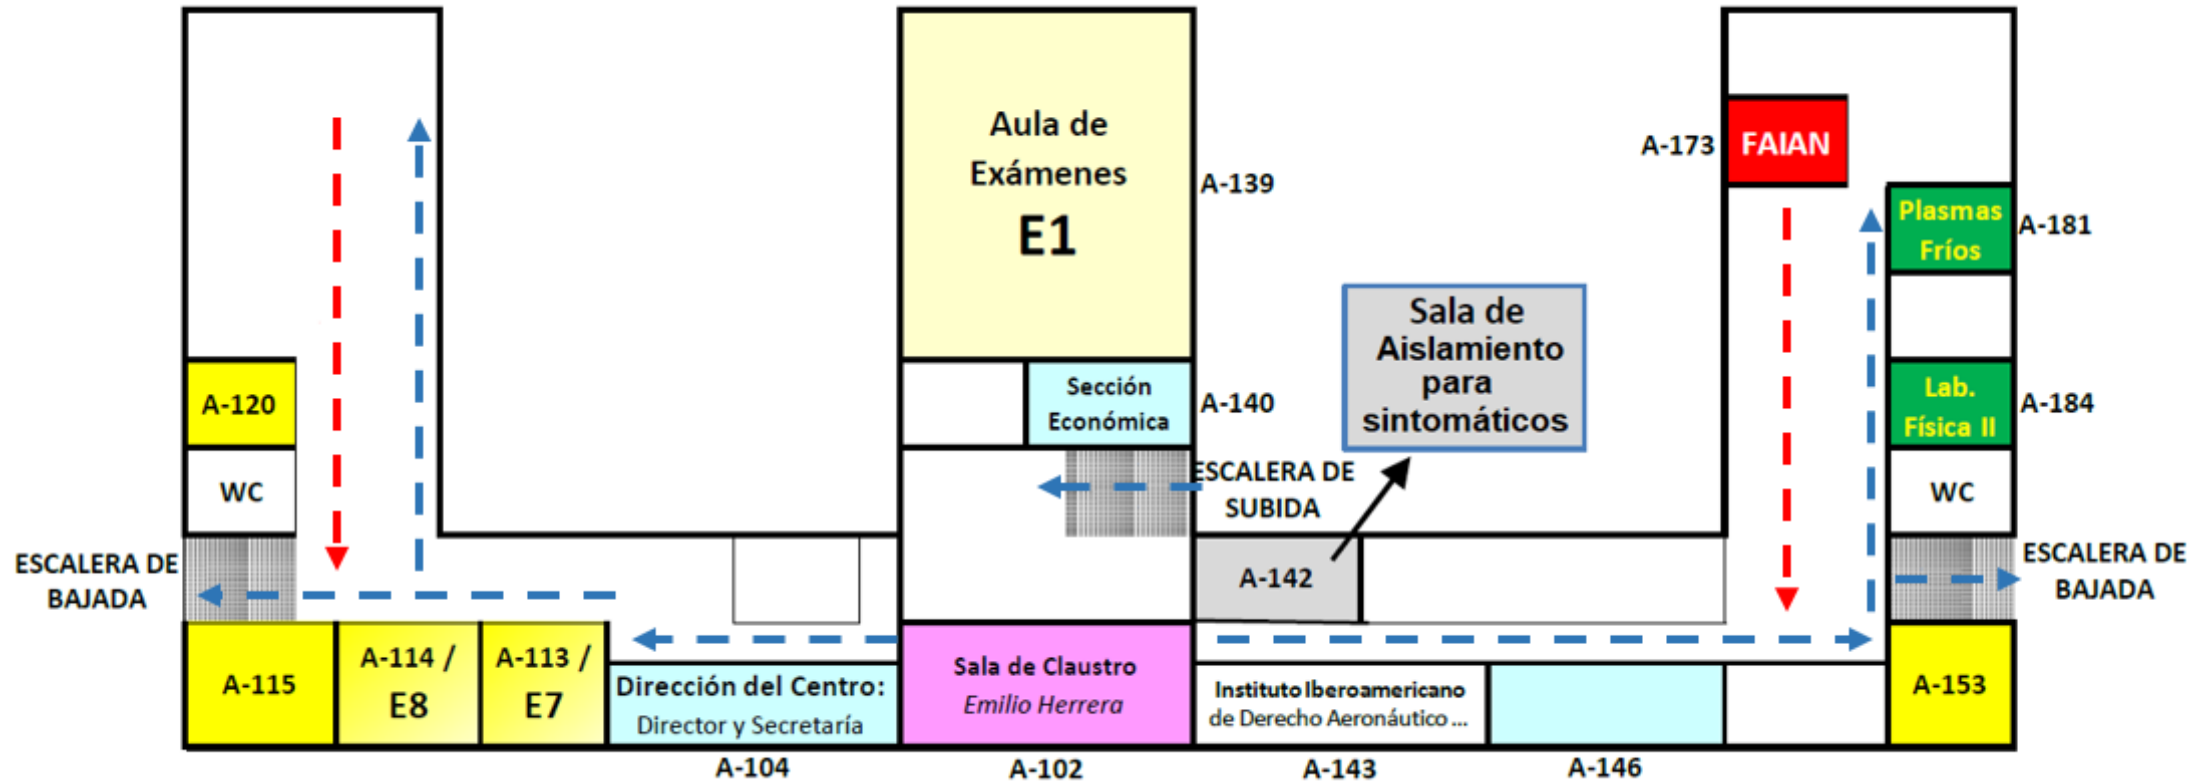 Aula de
Exámenes
E1
A-139
A-173
FAIAN
Plasmas
Fríos
A-181
Sala de
Aislamiento
para
sintomáticos
A-120
Sección
Económica
A-140
Lab.
Física II
A-184
WC
ESCALERA DE
SUBIDA
WC
ESCALERA DE
BAJADA
A-142
ESCALERA DE
BAJADA
A-115
A-114 /
E8
A-113 /
E7
Dirección del Centro:
Director y Secretaría
Sala de Claustro
Emilio Herrera
Instituto Iberoamericano
de Derecho Aeronáutico ...
A-153
A-104
A-102
A-143
A-146